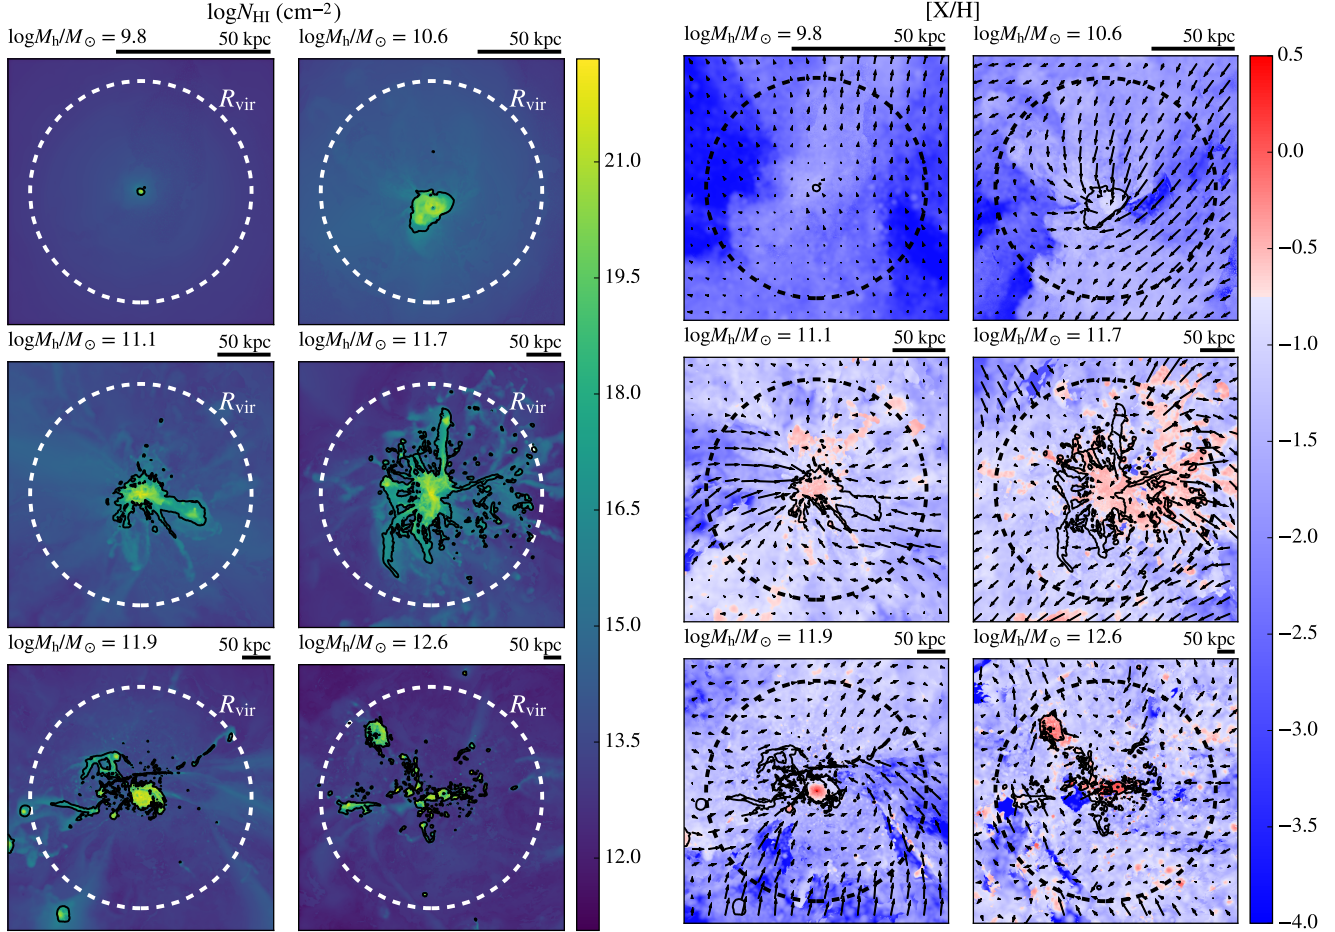 logN_HI (cm⁻²)
[X/H]
logM_h/M_⊙ = 9.8
50 kpc
logM_h/M_⊙ = 10.6
50 kpc
logM_h/M_⊙ = 9.8
50 kpc
logM_h/M_⊙ = 10.6
50 kpc
R_vir
R_vir
logM_h/M_⊙ = 11.1
50 kpc
logM_h/M_⊙ = 11.7
50 kpc
logM_h/M_⊙ = 11.1
50 kpc
logM_h/M_⊙ = 11.7
50 kpc
R_vir
R_vir
logM_h/M_⊙ = 11.9
50 kpc
logM_h/M_⊙ = 12.6
50 kpc
logM_h/M_⊙ = 11.9
50 kpc
logM_h/M_⊙ = 12.6
50 kpc
R_vir
R_vir
21.0
19.5
18.0
16.5
15.0
13.5
12.0
0.5
0.0
−0.5
−1.0
−1.5
−2.0
−2.5
−3.0
−3.5
−4.0